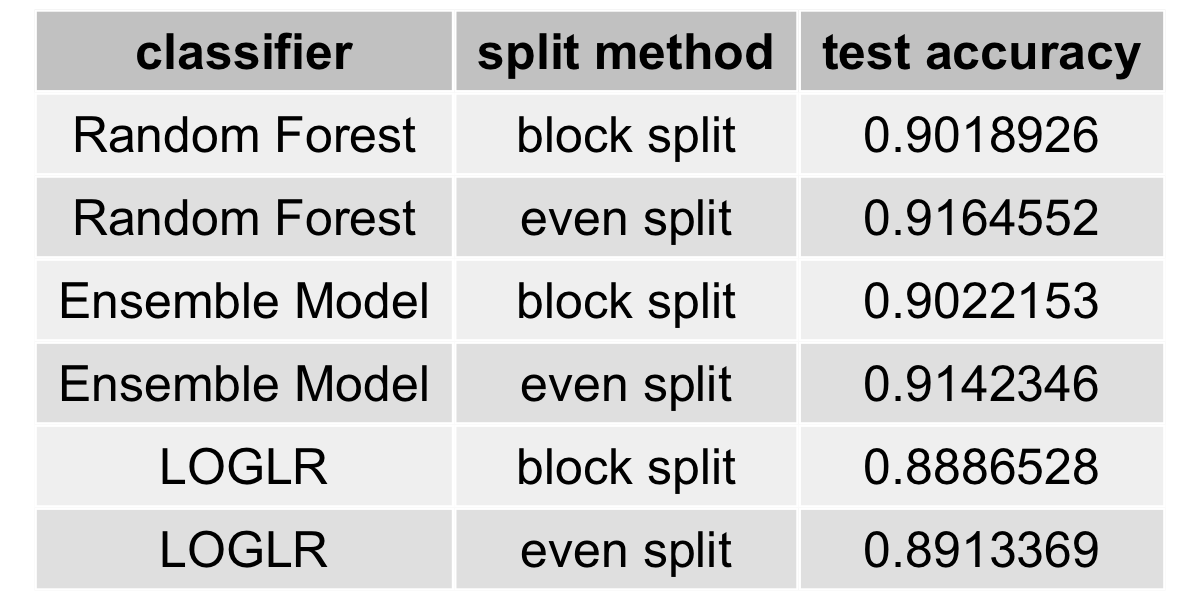 classifier split method test accuracy
Random Forest block split 0.9018926
Random Forest even split 0.9164552
Ensemble Model block split 0.9022153
Ensemble Model even split 0.9142346
LOGLR block split 0.8886528
LOGLR even split 0.8913369